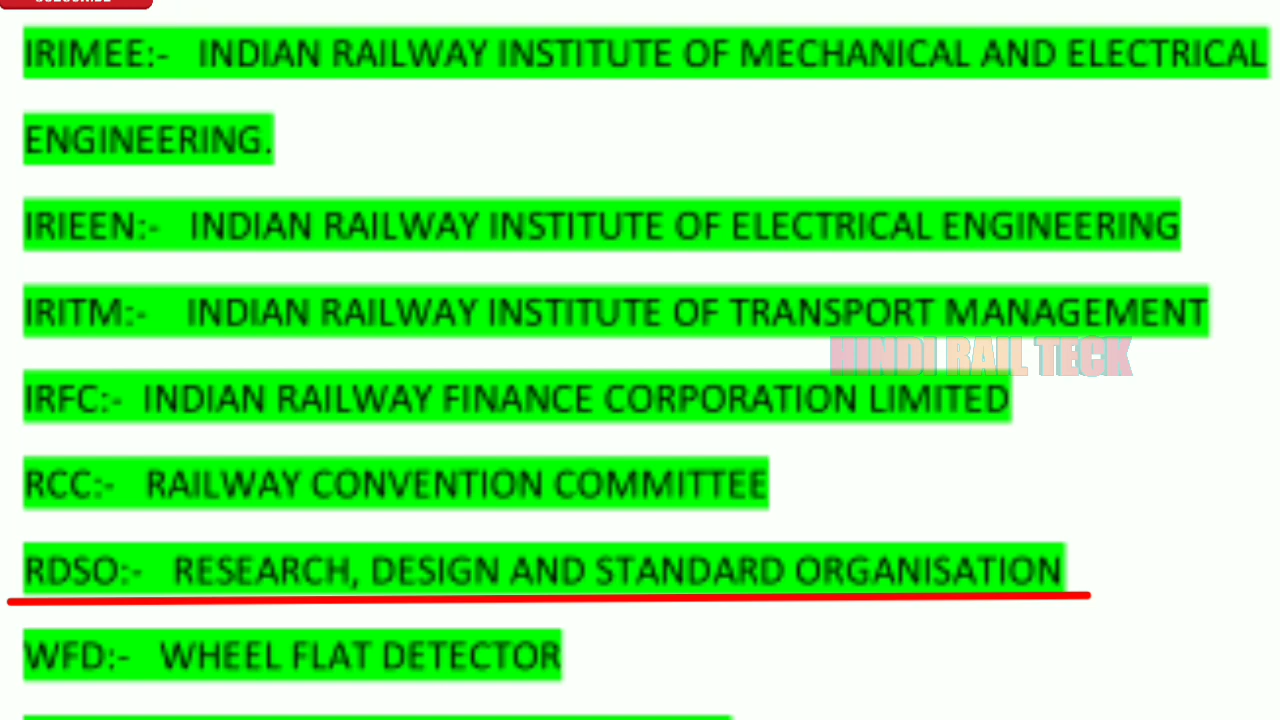 SUBSCRIBE
IRIMEE:- INDIAN RAILWAY INSTITUTE OF MECHANICAL AND ELECTRICAL
ENGINEERING.
IRIEEN:- INDIAN RAILWAY INSTITUTE OF ELECTRICAL ENGINEERING
IRITM:- INDIAN RAILWAY INSTITUTE OF TRANSPORT MANAGEMENT
HINDI RAIL TECK
IRFC:- INDIAN RAILWAY FINANCE CORPORATION LIMITED
RCC:- RAILWAY CONVENTION COMMITTEE
RDSO:- RESEARCH, DESIGN AND STANDARD ORGANISATION
WFD:- WHEEL FLAT DETECTOR